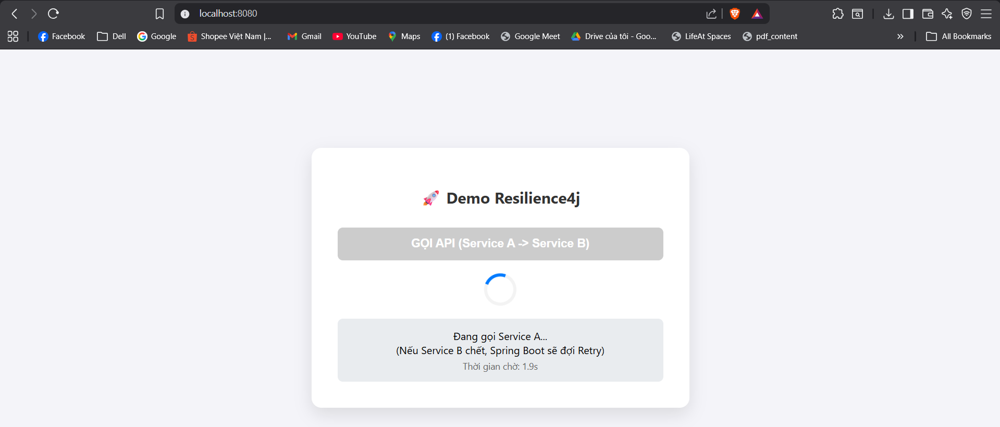 localhost:8080
Facebook
Dell
Google
Shopee Việt Nam |...
Gmail
YouTube
Maps
(1) Facebook
Google Meet
Drive của tôi - Goo...
LifeAt Spaces
pdf_content
All Bookmarks
🚀 Demo Resilience4j
GỌI API (Service A -> Service B)
Đang gọi Service A...
(Nếu Service B chết, Spring Boot sẽ đợi Retry)
Thời gian chờ: 1.9s